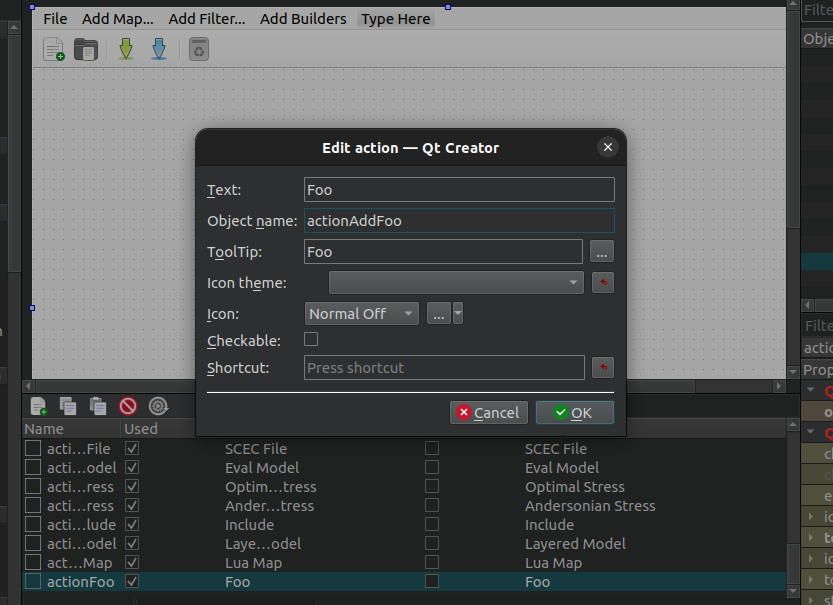 File Add Map... Add Filter... Add Builders Type Here
Filte
Obje
Edit action — Qt Creator
Text: Foo
Object name: actionAddFoo
ToolTip: Foo ...
Icon theme:
Icon: Normal Off ...
Checkable:
Shortcut: Press shortcut
Cancel OK
Filte
actio
Prop
Name Used
acti...File SCEC File SCEC File
acti...odel Eval Model Eval Model
acti...ress Optim...tress Optimal Stress
acti...ress Ander...tress Andersonian Stress
acti...lude Include Include
acti...odel Laye...odel Layered Model
act...Map Lua Map Lua Map
actionFoo Foo Foo